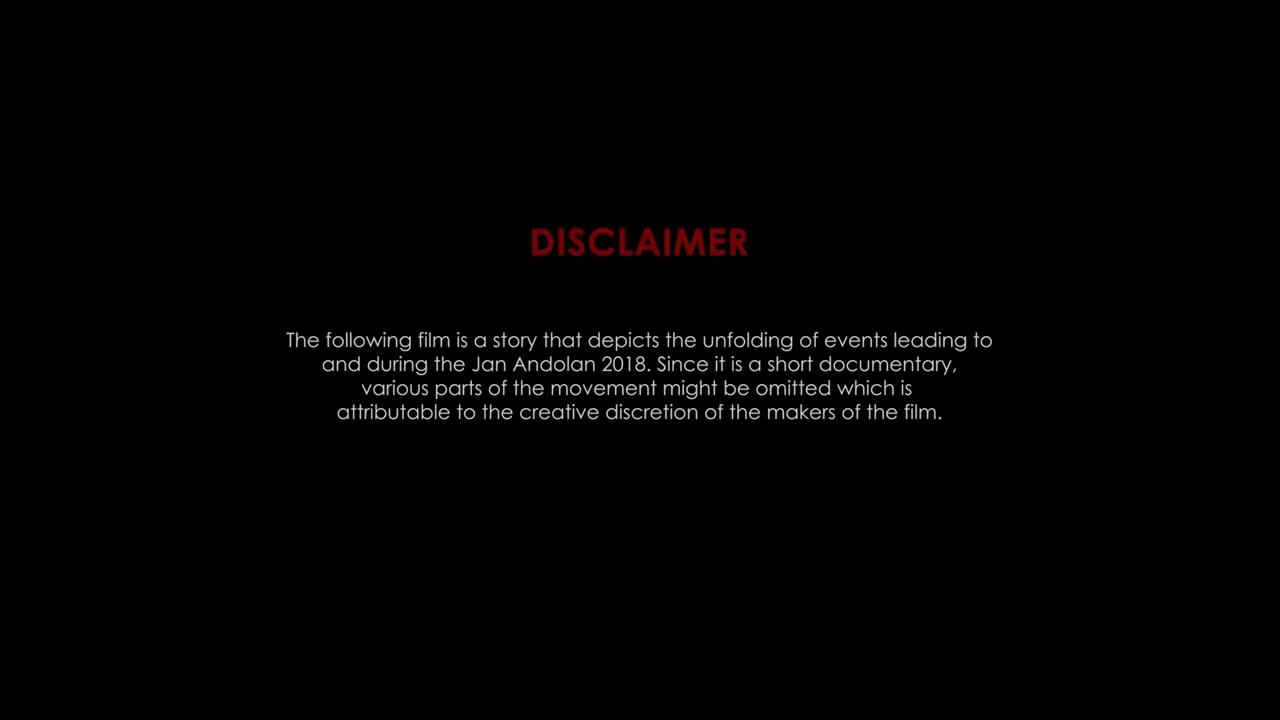 DISCLAIMER
The following film is a story that depicts the unfolding of events leading to
and during the Jan Andolan 2018. Since it is a short documentary,
various parts of the movement might be omitted which is
attributable to the creative discretion of the makers of the film.